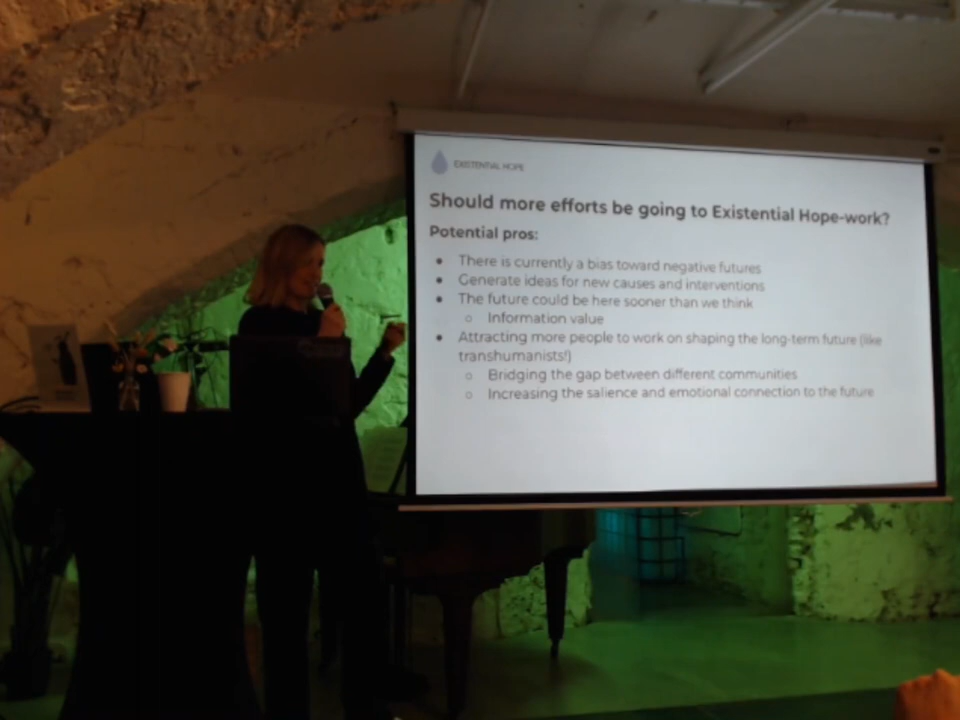 EXISTENTIAL HOPE
Should more efforts be going to Existential Hope-work?
Potential pros:
• There is currently a bias toward negative futures
• Generate ideas for new causes and interventions
• The future could be here sooner than we think
○ Information value
• Attracting more people to work on shaping the long-term future (like
transhumanists!)
○ Bridging the gap between different communities
○ Increasing the salience and emotional connection to the future